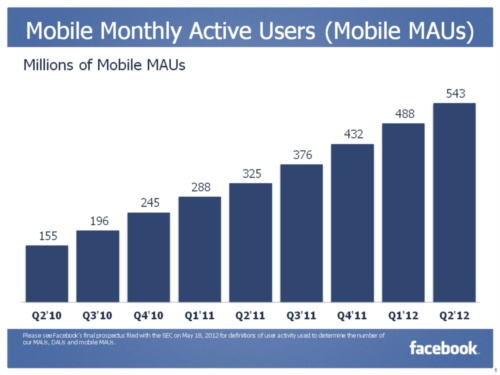 Mobile Monthly Active Users (Mobile MAUs)
Millions of Mobile MAUs
155
196
245
288
325
376
432
488
543
Q2'10 Q3'10 Q4'10 Q1'11 Q2'11 Q3'11 Q4'11 Q1'12 Q2'12
Please see Facebook's final prospectus filed with the SEC on May 18, 2012 for definitions of user activity used to determine the number of
our MAUs, DAUs and mobile MAUs.
facebook.